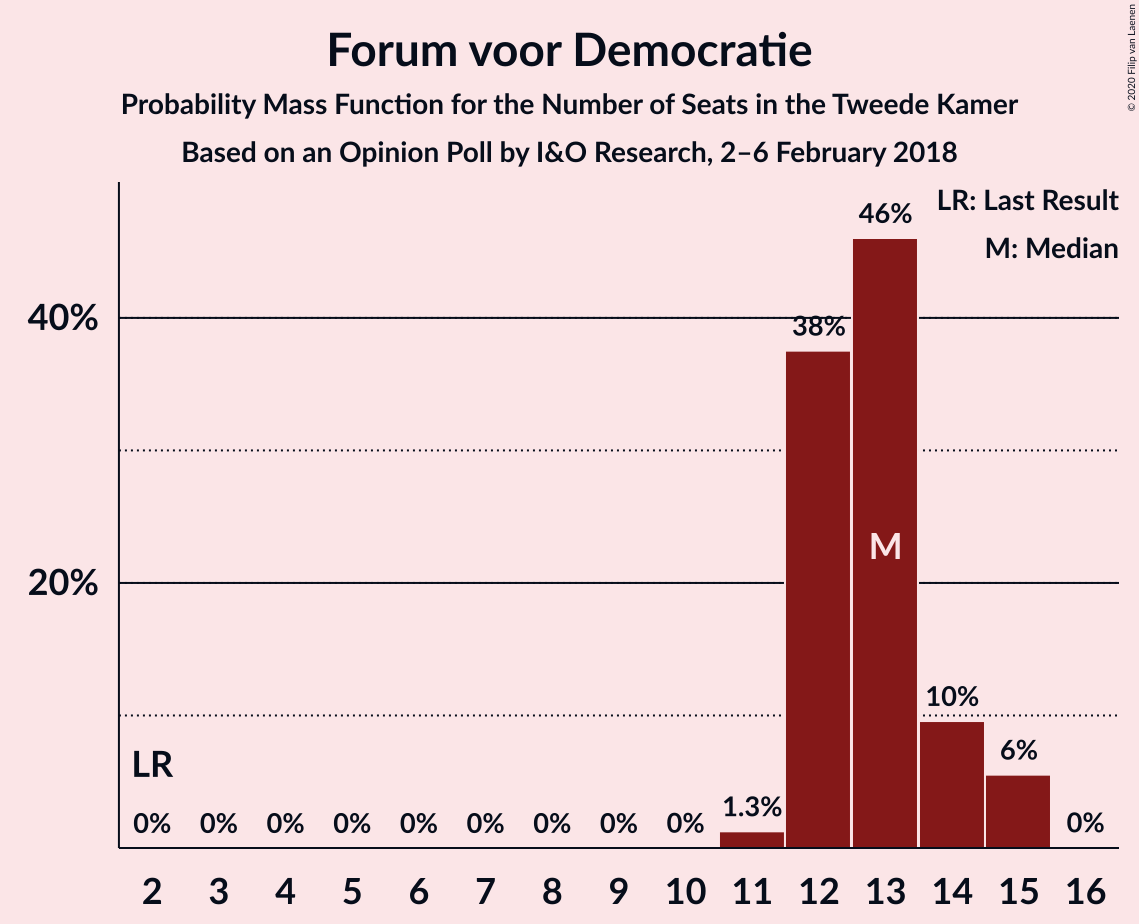 Forum voor Democratie
Probability Mass Function for the Number of Seats in the Tweede Kamer
Based on an Opinion Poll by I&O Research, 2–6 February 2018
© 2020 Filip van Laenen
LR: Last Result
M: Median
46%
40%
38%
M
20%
10%
6%
LR
1.3%
0% 0% 0% 0% 0% 0% 0% 0% 0% 0%
2 3 4 5 6 7 8 9 10 11 12 13 14 15 16